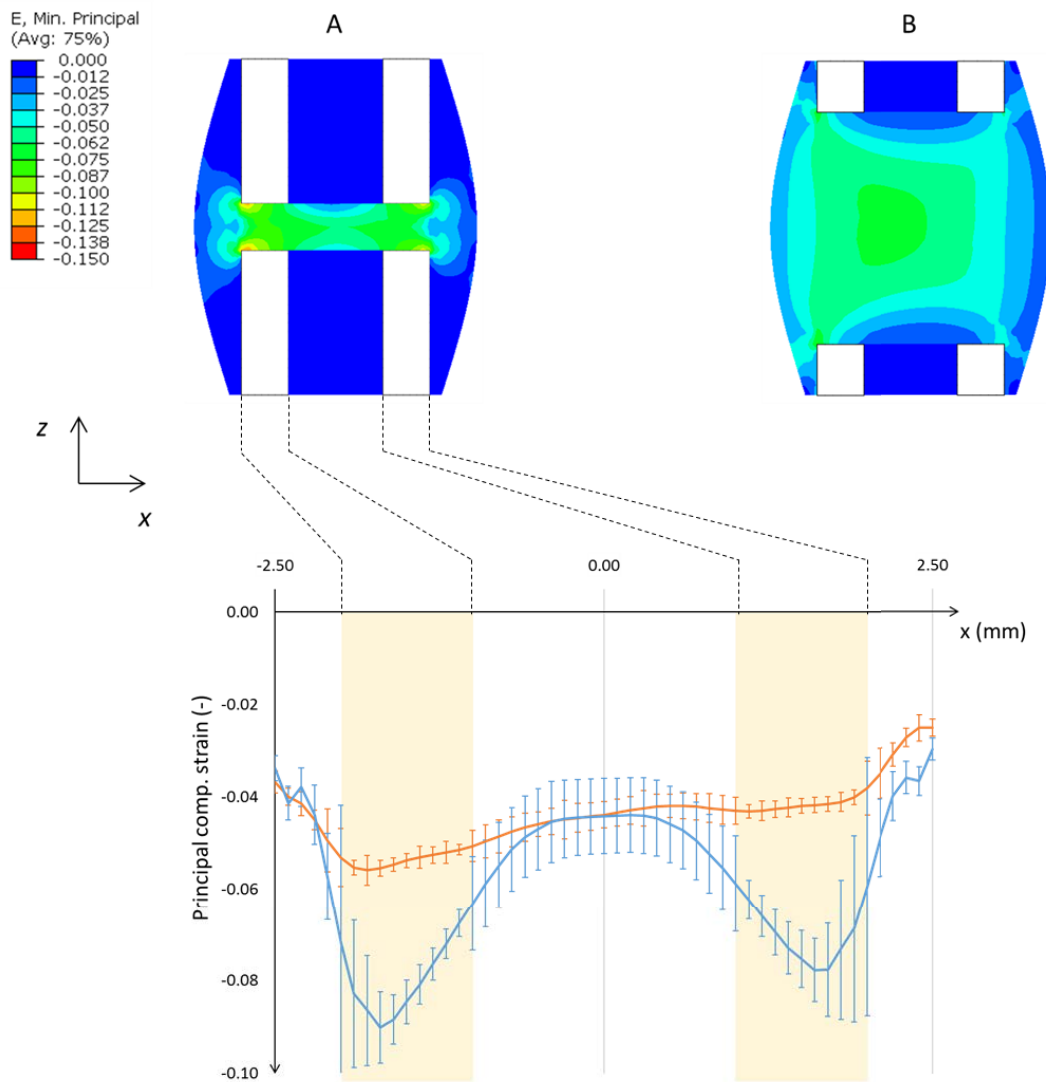 E, Min. Principal
(Avg: 75%)
0.000
-0.012
-0.025
-0.037
-0.050
-0.062
-0.075
-0.087
-0.100
-0.112
-0.125
-0.138
-0.150
A
B
z
x
-2.50
0.00
2.50
x (mm)
Principal comp. strain (-)
0.00
-0.02
-0.04
-0.06
-0.08
-0.10